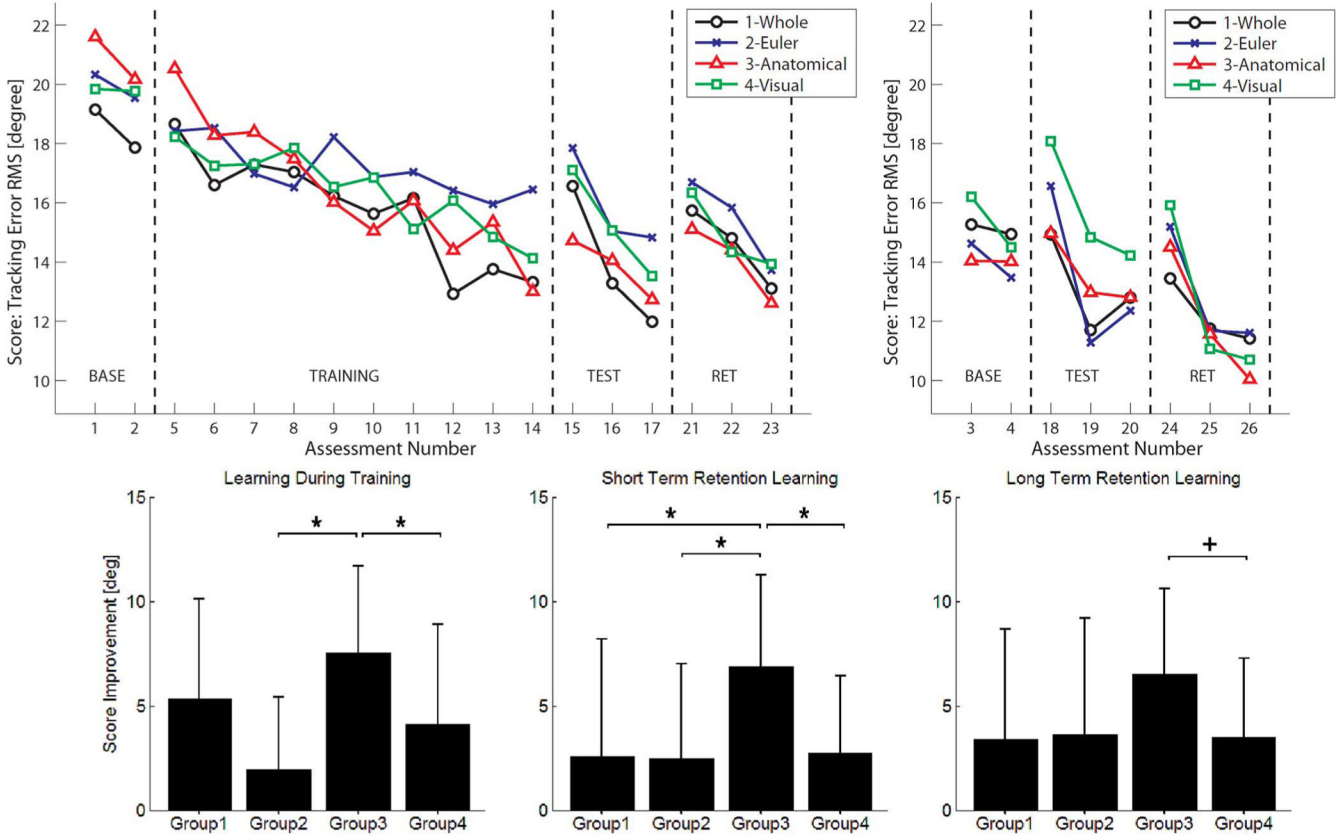 Score: Tracking Error RMS [degree]
22
20
18
16
14
12
10
1-Whole
2-Euler
3-Anatomical
4-Visual
BASE
TRAINING
TEST
RET
1 2 5 6 7 8 9 10 11 12 13 14 15 16 17 21 22 23
Assessment Number
Score: Tracking Error RMS [degree]
22
20
18
16
14
12
10
1-Whole
2-Euler
3-Anatomical
4-Visual
BASE
TEST
RET
3 4 18 19 20 24 25 26
Assessment Number
Learning During Training
Score Improvement [deg]
15
10
5
0
* *
Group1 Group2 Group3 Group4
Short Term Retention Learning
15
10
5
0
* *
*
Group1 Group2 Group3 Group4
Long Term Retention Learning
15
10
5
0
+
Group1 Group2 Group3 Group4